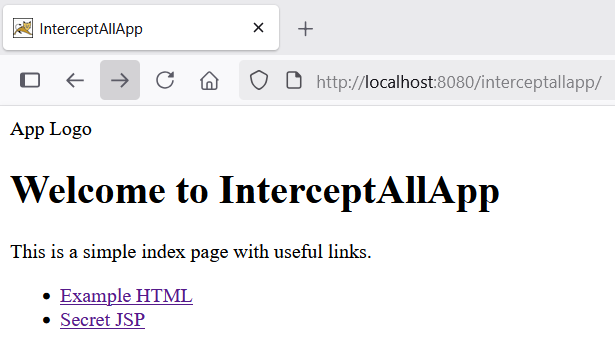 InterceptAllApp
http://localhost:8080/interceptallapp/
App Logo
Welcome to InterceptAllApp
This is a simple index page with useful links.
Example HTML
Secret JSP